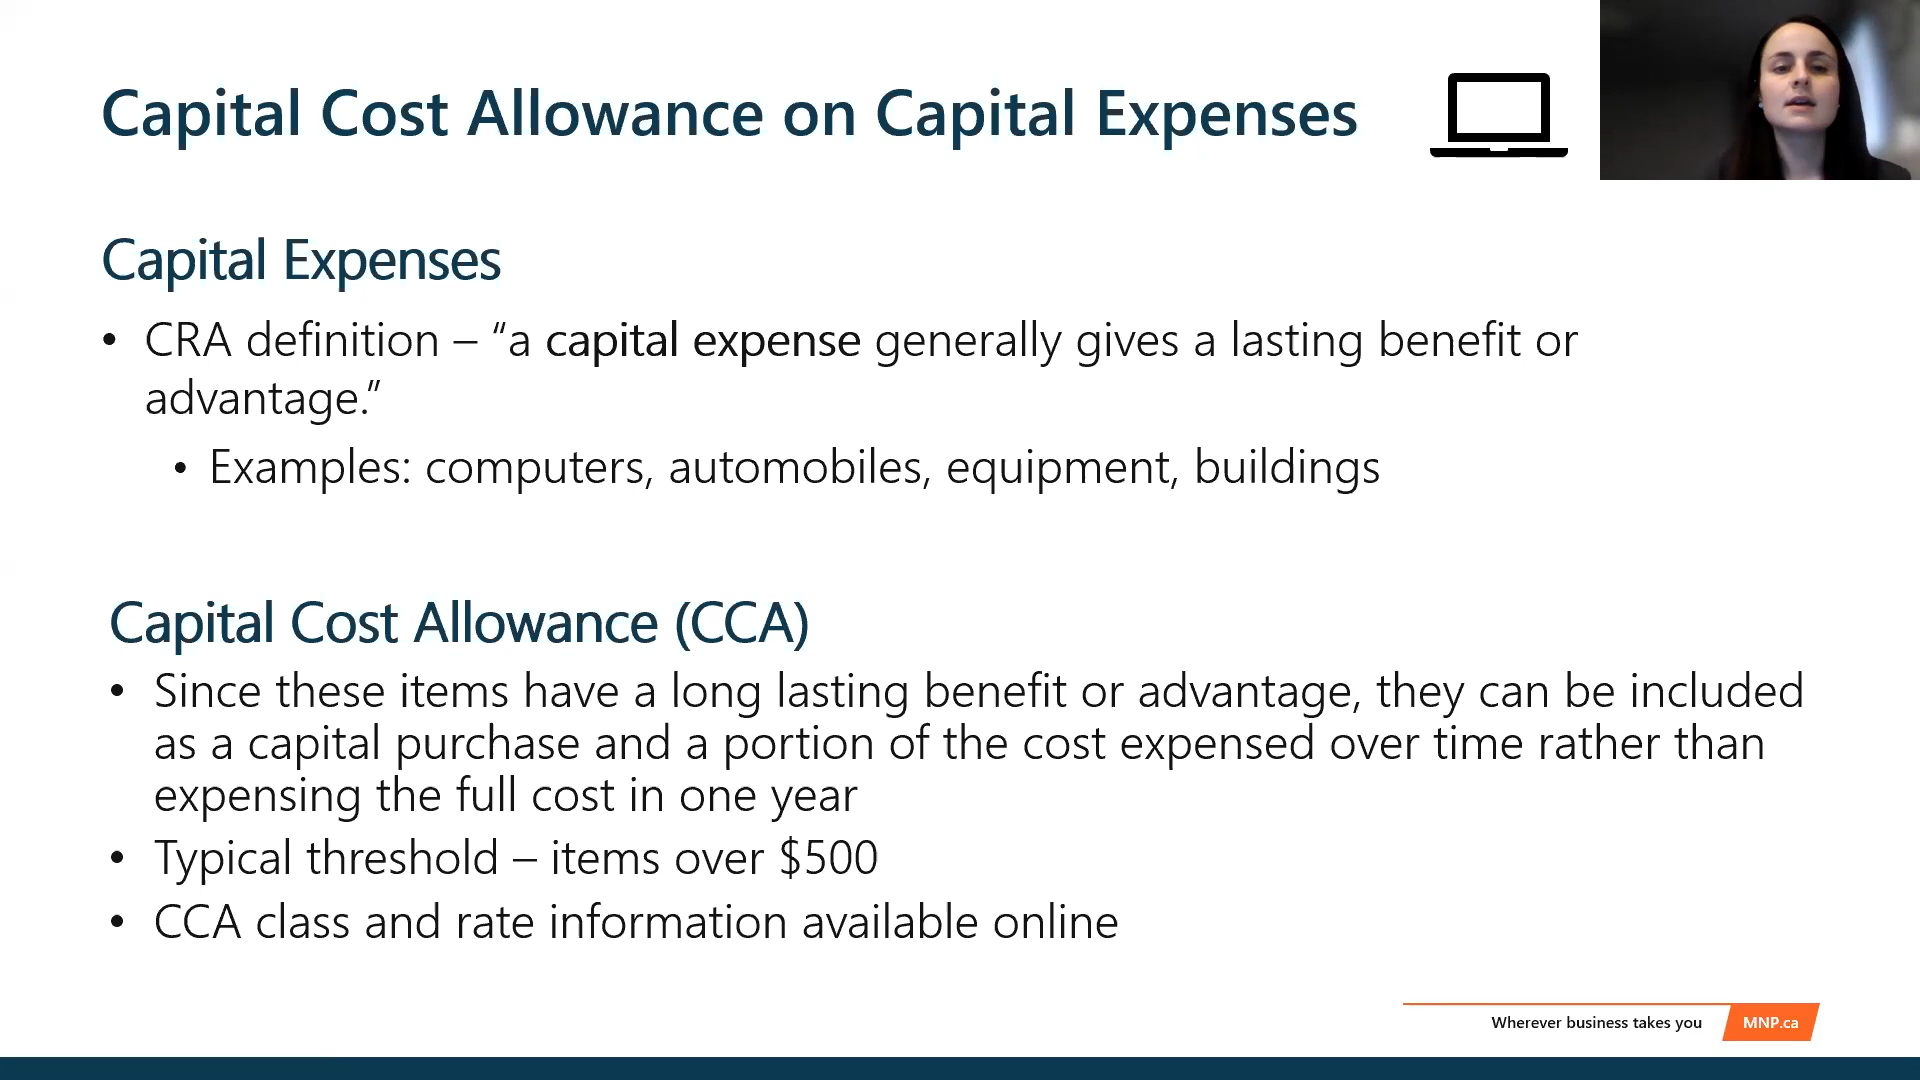 Capital Cost Allowance on Capital Expenses
Capital Expenses
• CRA definition – “a capital expense generally gives a lasting benefit or
advantage.”
• Examples: computers, automobiles, equipment, buildings
Capital Cost Allowance (CCA)
• Since these items have a long lasting benefit or advantage, they can be included
as a capital purchase and a portion of the cost expensed over time rather than
expensing the full cost in one year
• Typical threshold – items over $500
• CCA class and rate information available online
Wherever business takes you
MNP.ca